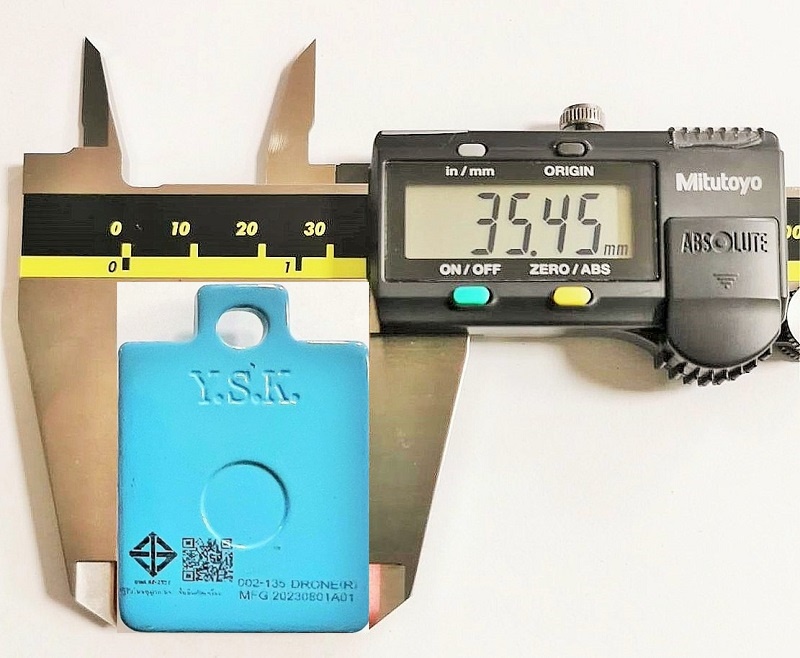 in/mm
ORIGIN
Mitutoyo
0 10 20 30
35.45 mm
ABSOLUTE
0 1
ON/OFF
ZERO/ABS
Y.S.K.
002-135 DRONE(R)
MFG 20230801A01